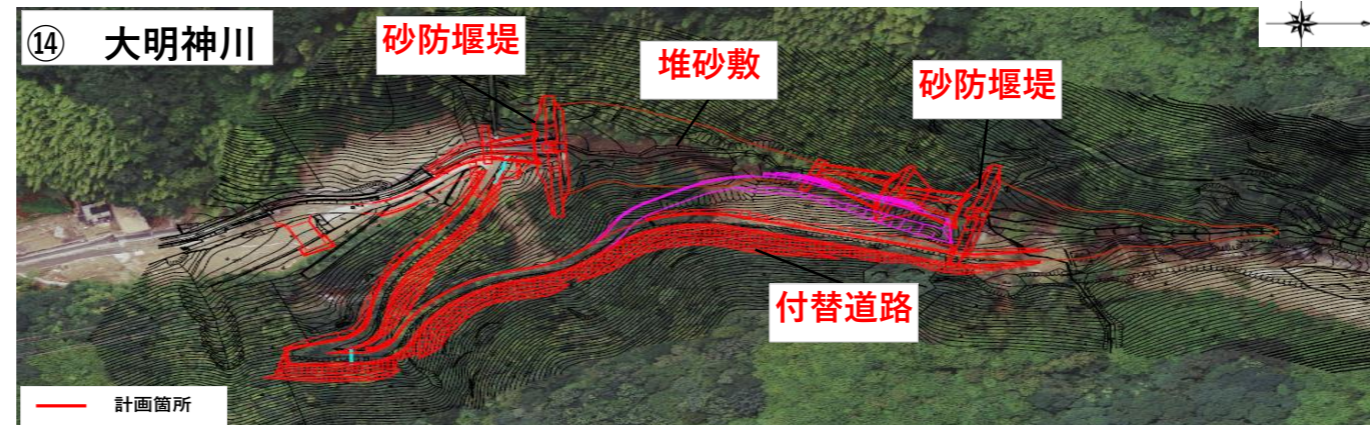 ⑭ 大明神川
砂防堰堤
堆砂敷
砂防堰堤
付替道路
計画箇所